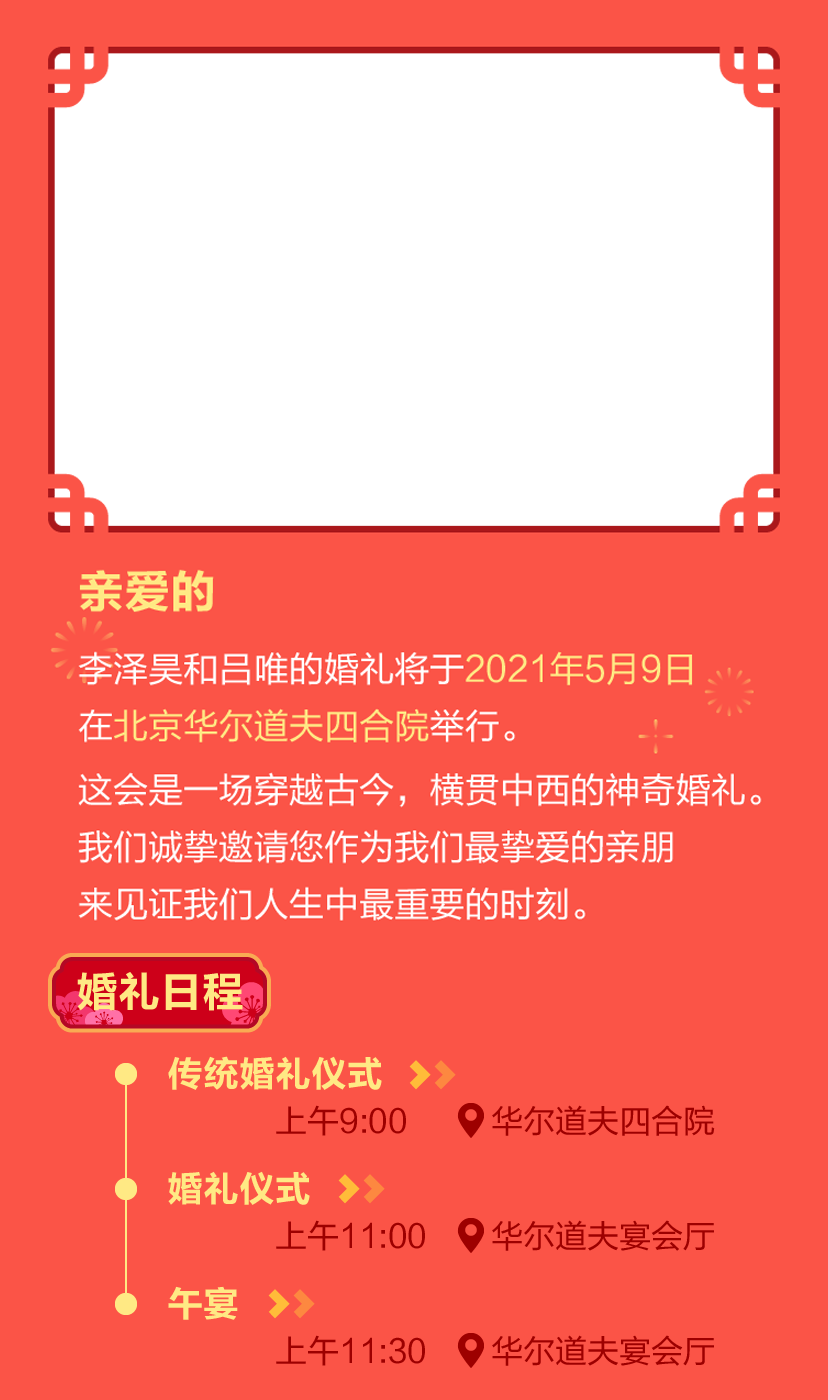 亲爱的
李泽昊和吕唯的婚礼将于2021年5月9日
在北京华尔道夫四合院举行。
这会是一场穿越古今，横贯中西的神奇婚礼。
我们诚挚邀请您作为我们最挚爱的亲朋
来见证我们人生中最重要的时刻。
婚礼日程
传统婚礼仪式
上午9:00 华尔道夫四合院
婚礼仪式
上午11:00 华尔道夫宴会厅
午宴
上午11:30 华尔道夫宴会厅